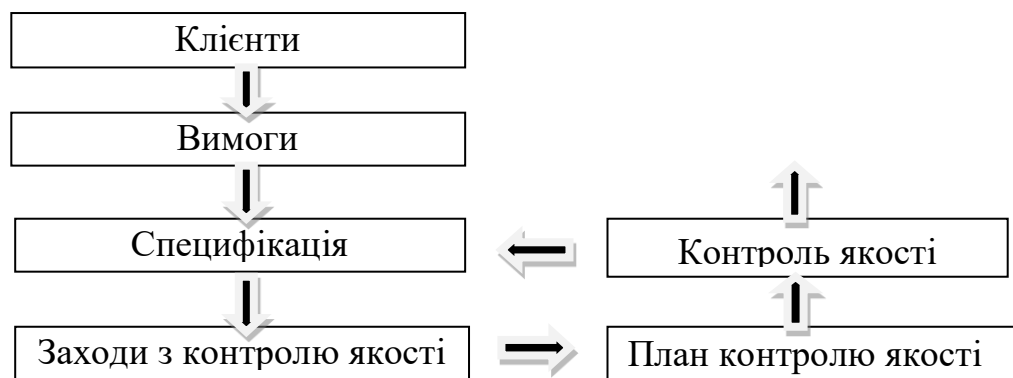 Клієнти
Вимоги
Специфікація
Контроль якості
Заходи з контролю якості
План контролю якості